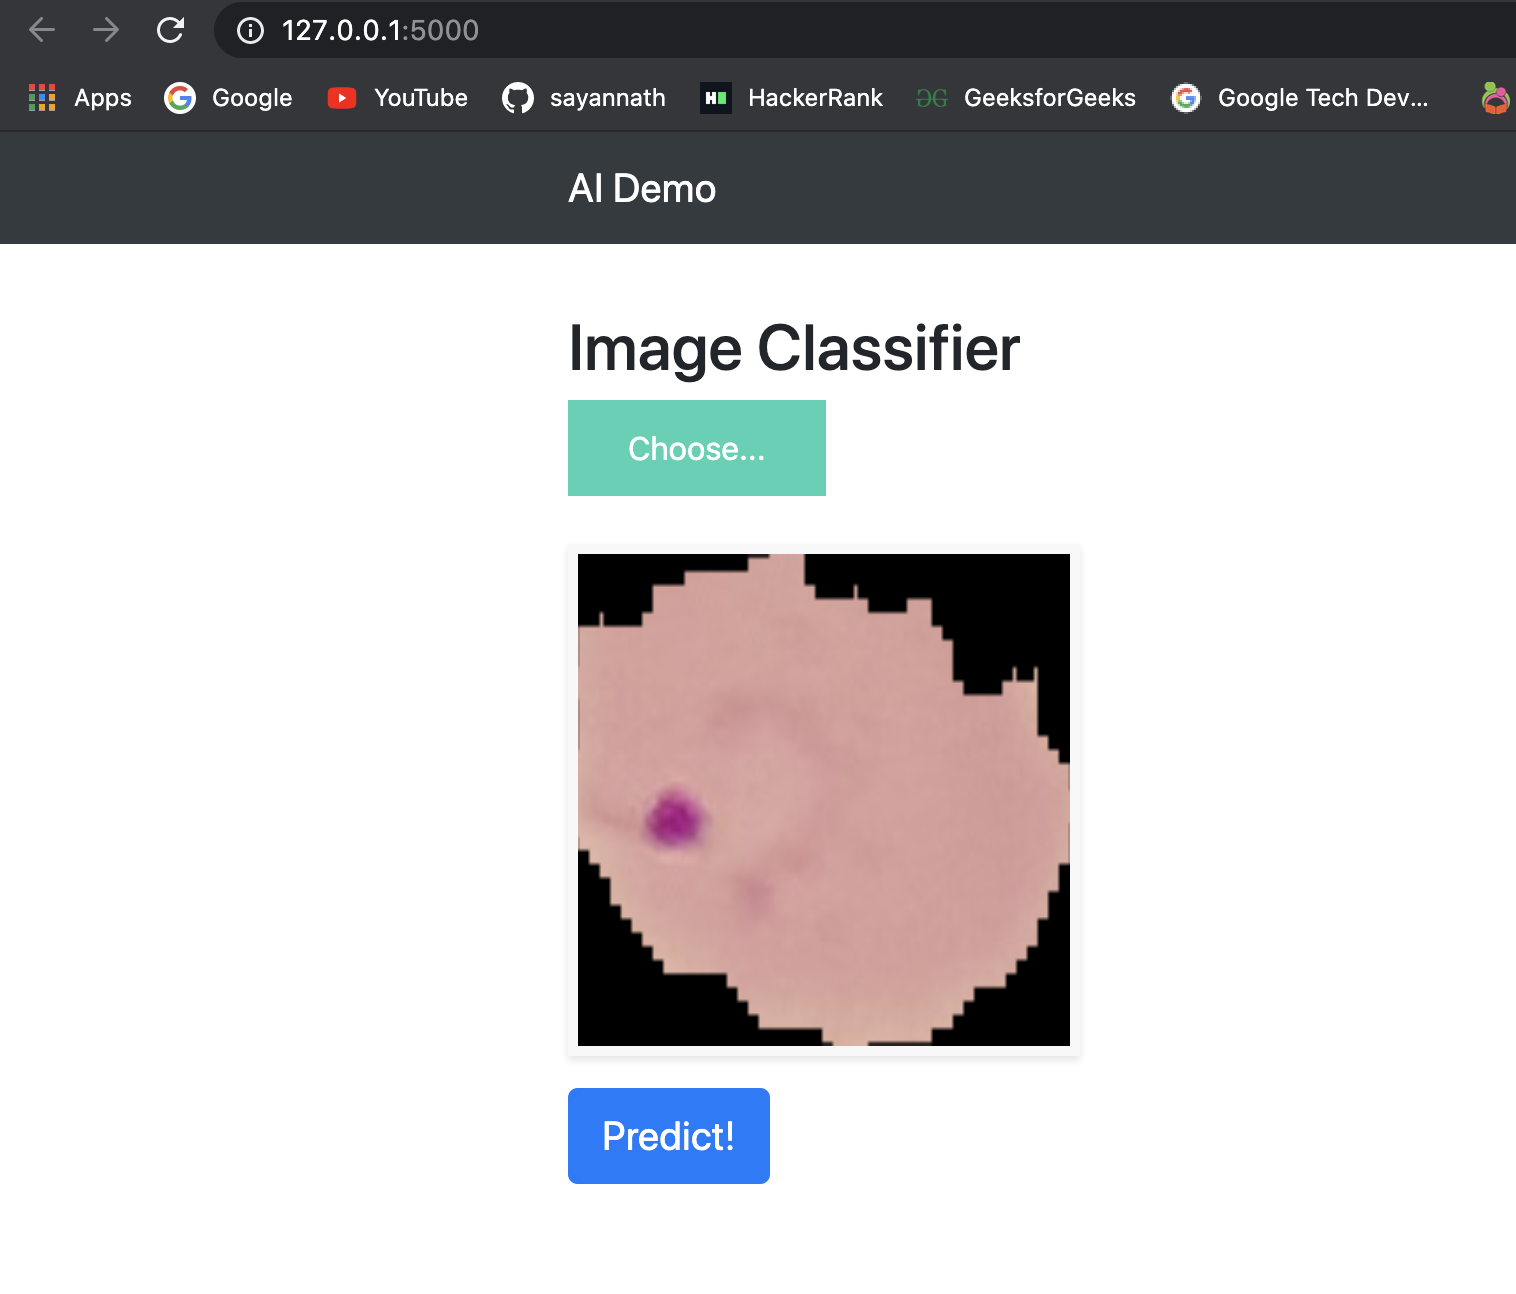 127.0.0.1:5000
Apps Google YouTube sayannath HackerRank GeeksforGeeks Google Tech Dev...
AI Demo
Image Classifier
Choose...
Predict!